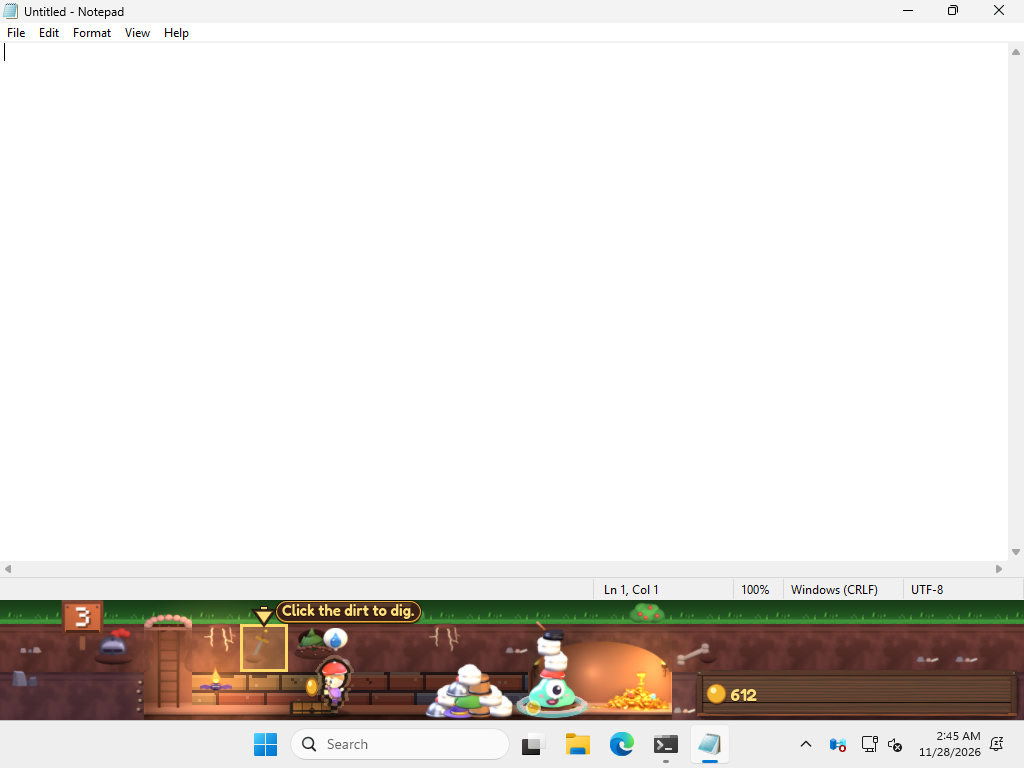 Untitled - Notepad
File Edit Format View Help
Ln 1, Col 1 100% Windows (CRLF) UTF-8
3
Click the dirt to dig.
612
Search
2:45 AM
11/28/2026